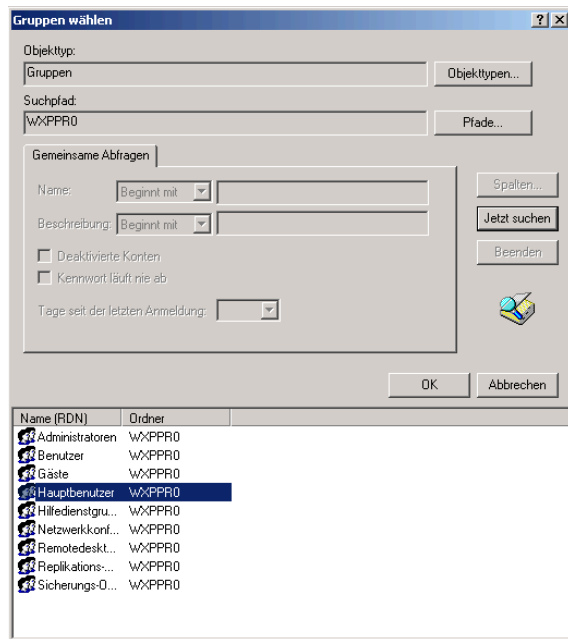 Gruppen wählen
Objekttyp:
Gruppen
Objekttypen...
Suchpfad:
WXPPR0
Pfade...
Gemeinsame Abfragen
Name: Beginnt mit
Spalten...
Beschreibung: Beginnt mit
Jetzt suchen
Deaktivierte Konten
Beenden
Kennwort läuft nie ab
Tage seit der letzten Anmeldung:
OK Abbrechen
Name (RDN) Ordner
Administratoren WXPPR0
Benutzer WXPPR0
Gäste WXPPR0
Hauptbenutzer WXPPR0
Hilfedienstgru... WXPPR0
Netzwerkkonf... WXPPR0
Remotedeskt... WXPPR0
Replikations-... WXPPR0
Sicherungs-O... WXPPR0